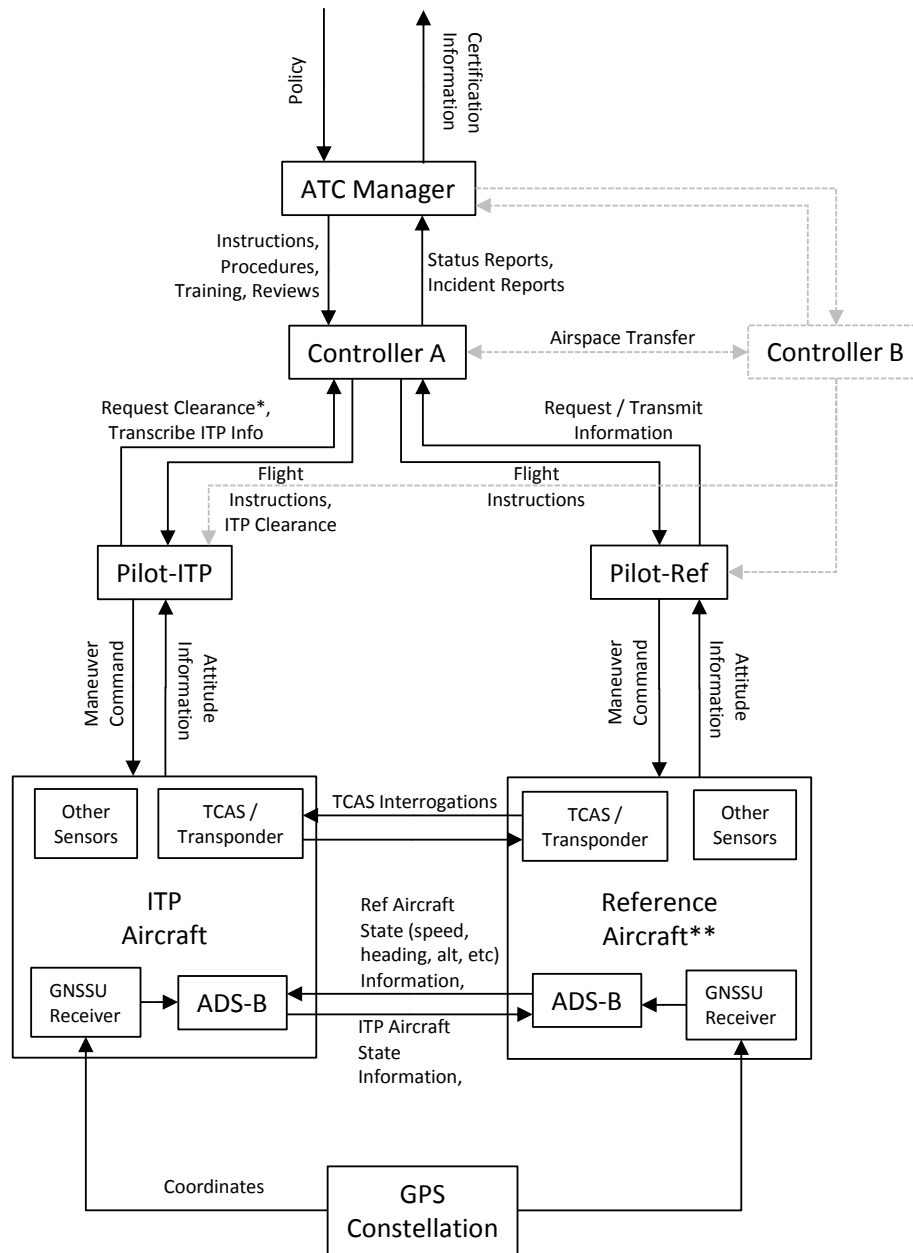 Policy
Certification
Information
ATC Manager
Instructions,
Procedures,
Training, Reviews
Status Reports,
Incident Reports
Controller A
Airspace Transfer
Controller B
Request Clearance*,
Transcribe ITP Info
Request / Transmit
Information
Flight
Instructions,
ITP Clearance
Flight
Instructions
Pilot-ITP
Pilot-Ref
Maneuver
Command
Attitude
Information
Maneuver
Command
Attitude
Information
Other
Sensors
TCAS /
Transponder
TCAS Interrogations
TCAS /
Transponder
Other
Sensors
ITP
Aircraft
Ref Aircraft
State (speed,
heading, alt, etc)
Information,
Reference
Aircraft**
GNSSU
Receiver
ADS-B
ADS-B
GNSSU
Receiver
ITP Aircraft
State
Information,
Coordinates
GPS
Constellation